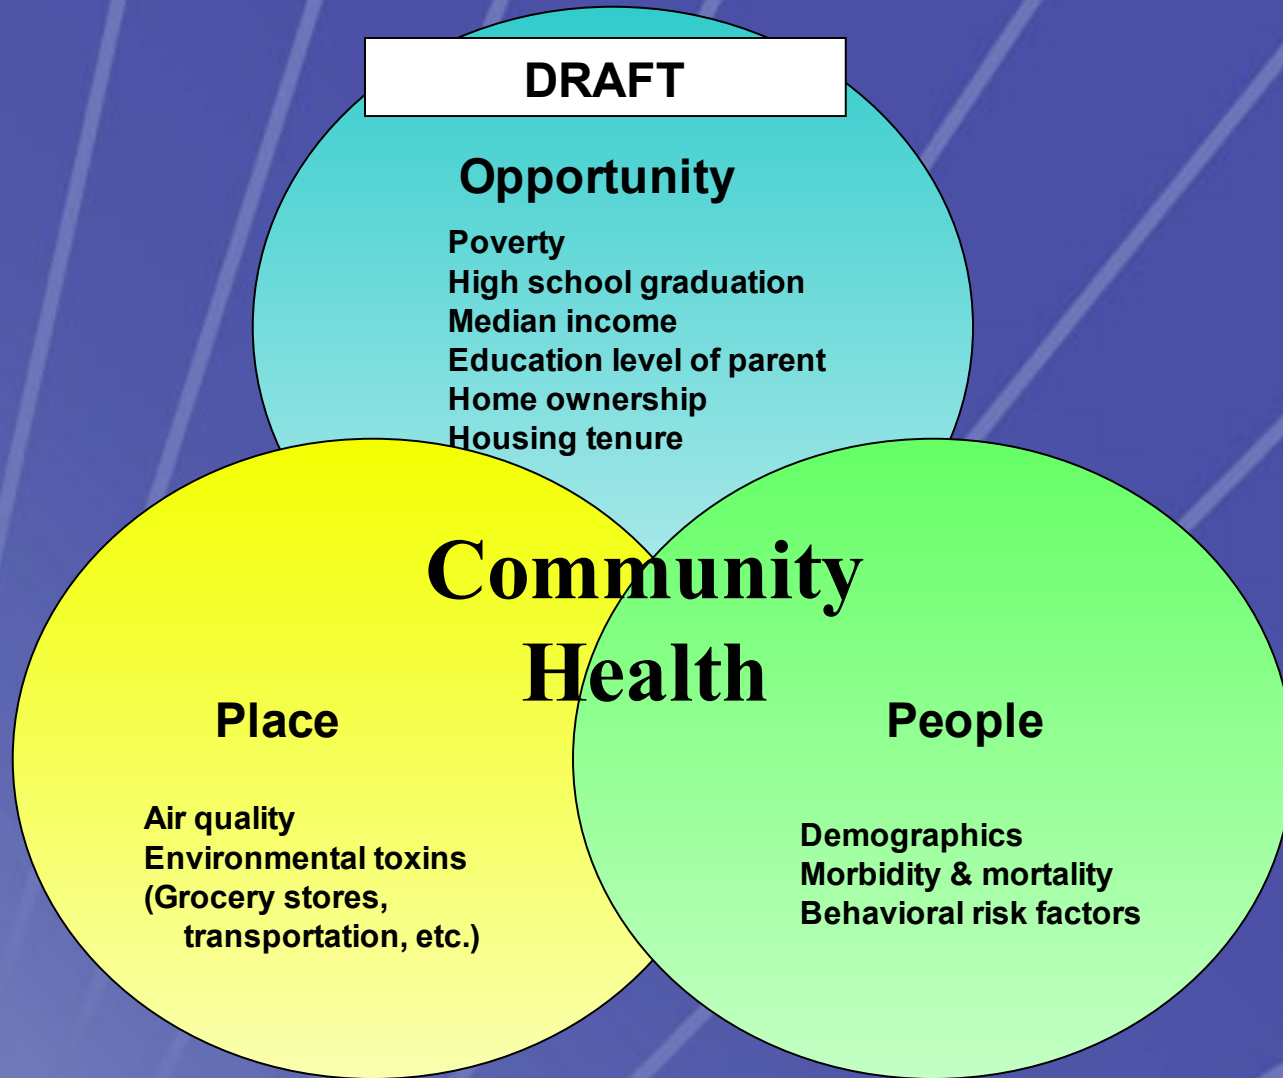 DRAFT
Opportunity
Poverty
High school graduation
Median income
Education level of parent
Home ownership
Housing tenure
Community
Health
Place
Air quality
Environmental toxins
(Grocery stores,
transportation, etc.)
People
Demographics
Morbidity & mortality
Behavioral risk factors